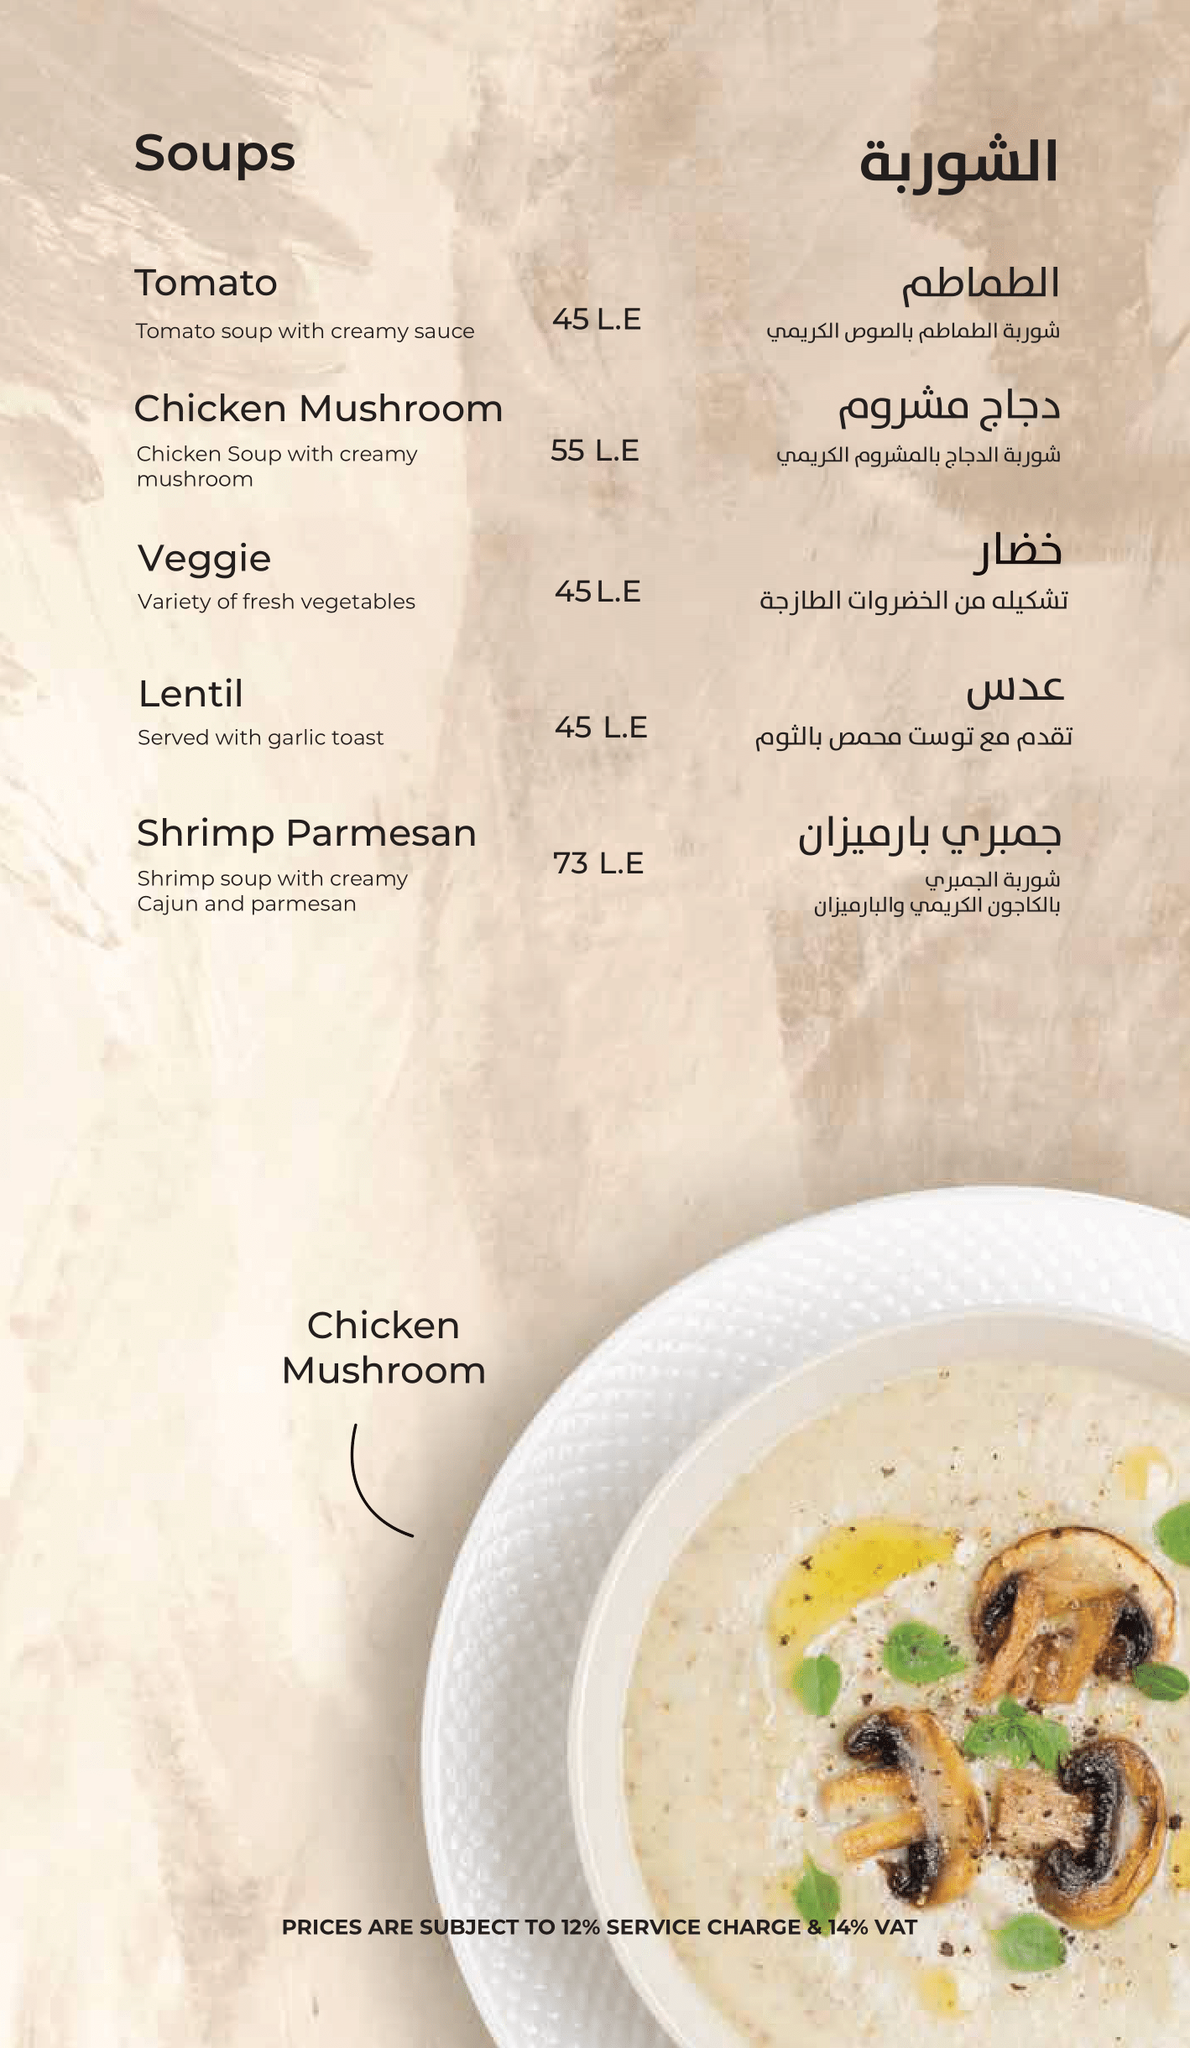 Soups
الشوربة
Tomato
45 L.E
الطماطم
Tomato soup with creamy sauce
شوربة الطماطم بالصوص الكريمي
Chicken Mushroom
55 L.E
دجاج مشروم
Chicken Soup with creamy
mushroom
شوربة الدجاج بالمشروم الكريمي
Veggie
45 L.E
خضار
Variety of fresh vegetables
تشكيله من الخضروات الطازجة
Lentil
45 L.E
عدس
Served with garlic toast
تقدم مع توست محمص بالثوم
Shrimp Parmesan
73 L.E
جمبري بارميزان
Shrimp soup with creamy
Cajun and parmesan
شوربة الجمبري
بالكاجون الكريمي والبارميزان
Chicken
Mushroom
PRICES ARE SUBJECT TO 12% SERVICE CHARGE & 14% VAT